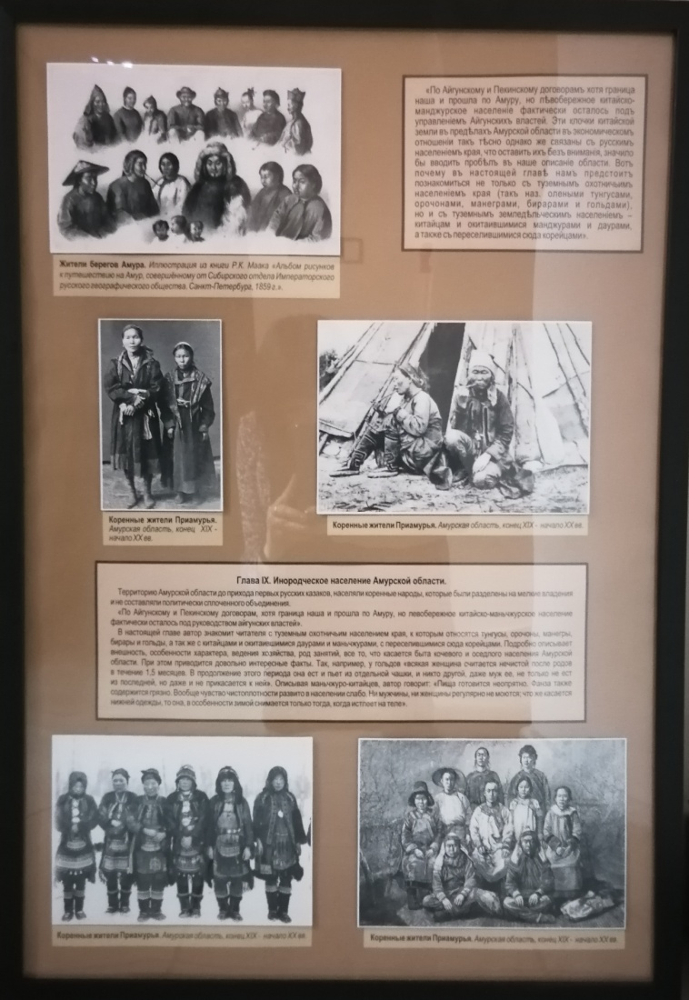 «По Айгунскому и Пекинскому договорамъ хотя граница
наша и прошла по Амуру, но лѣвобережное китайско-
манджурское населеніе фактически осталось подъ
управленіемъ Айгунскихъ властей. Эти клочки китайской
земли въ предѣлахъ Амурской области въ экономическомъ
отношеніи такъ тѣсно однако же связаны съ русскимъ
населеніемъ края, что оставить ихъ безъ вниманія, значило
бы вводить пробѣлъ въ наше описаніе области. Вотъ
почему въ настоящей главѣ намъ предстоитъ
познакомиться не только съ туземнымъ охотничьимъ
населеніемъ края (такъ наз. олеными тунгусами,
орочонами, манеграми, бирарами и гольдами),
но и съ туземнымъ земледѣльческимъ населеніемъ –
китайцам и окитаившимися манджурами и даурами,
а также съ переселившимися сюда корейцами».
Жители берегов Амура. Иллюстрация из книги Р.К. Маака «Альбом рисунков
к путешествию на Амур, совершённому от Сибирского отдела Императорского
русского географического общества. Санкт-Петербург, 1859 г.».
Коренные жители Приамурья.
Амурская область, конец XIX -
начало XX вв.
Коренные жители Приамурья. Амурская область, конец XIX - начало XX вв.
Глава IX. Инородческое население Амурской области.
Территорию Амурской области до прихода первых русских казаков, населяли коренные народы, которые были разделены на мелкие владения
и не составляли политически сплоченного объединения.
«По Айгунскому и Пекинскому договорам, хотя граница наша и прошла по Амуру, но левобережное китайско-маньчжурское население
фактически осталось под руководством айгунских властей».
В настоящей главе автор знакомит читателя с туземным охотничьим населением края, к которым относятся тунгусы, орочоны, манегры,
бирары и гольды, а так же с китайцами и окитаившимися даурами и маньчжурами, с переселившимися сюда корейцами. Подробно описывает
внешность, особенности характера, ведения хозяйства, род занятий, все то, что касается быта кочевого и оседлого населения Амурской
области. При этом приводится довольно интересные факты. Так, например, у гольдов «всякая женщина считается нечистой после родов
в течение 1,5 месяцев. В продолжение этого периода она ест и пьет из отдельной чашки, и никто другой, даже муж ее, не только не ест
из последней, но даже и не прикасается к ней». Описывая маньчжуро-китайцев, автор говорит: «Пища готовится неопрятно. Фанза также
содержится грязно. Вообще чувство чистоплотности развито в населении слабо. Ни мужчины, ни женщины регулярно не моются; что же касается
нижней одежды, то она, в особенности зимой снимается только тогда, когда истлеет на теле».
Коренные жители Приамурья. Амурская область, конец XIX - начало XX вв.
Коренные жители Приамурья. Амурская область, конец XIX - начало XX вв.